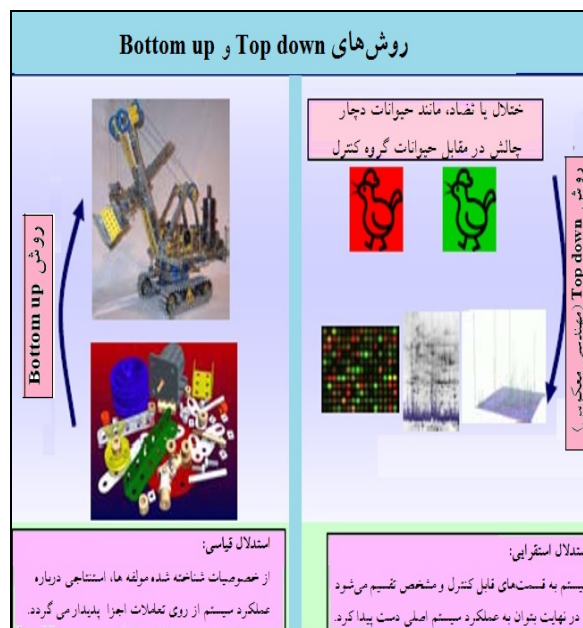 روش‌های Top down و Bottom up
ختلال یا تضاد، مانند حیوانات دچار
چالش در مقابل حیوانات گروه کنترل
روش Top down (مهندسی معکوس)
روش Bottom up
ستدلال استقرایی:
یستم به قسمت‌های قابل کنترل و مشخص تقسیم می‌شود
در نهایت بتوان به عملکرد سیستم اصلی دست پیدا کرد.
استدلال قیاسی:
از خصوصیات شناخته شده مولفه ها، استنتاجی درباره
عملکرد سیستم از روی تعاملات اجزا پدیدار می گردد.